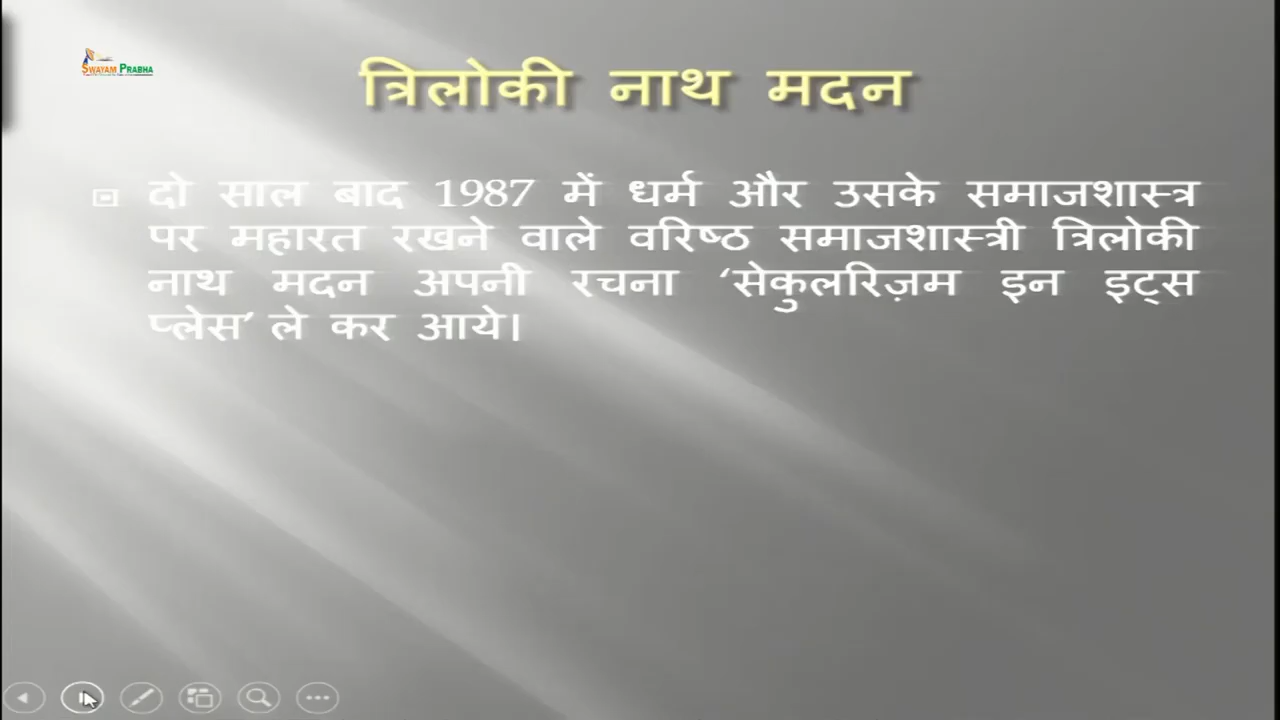 SWAYAM PRABHA
त्रिलोकी नाथ मदन
दो साल बाद 1987 में धर्म और उसके समाजशास्त्र
पर महारत रखने वाले वरिष्ठ समाजशास्त्री त्रिलोकी
नाथ मदन अपनी रचना ‘सेकुलरिज़म इन इट्स
प्लेस’ ले कर आये।